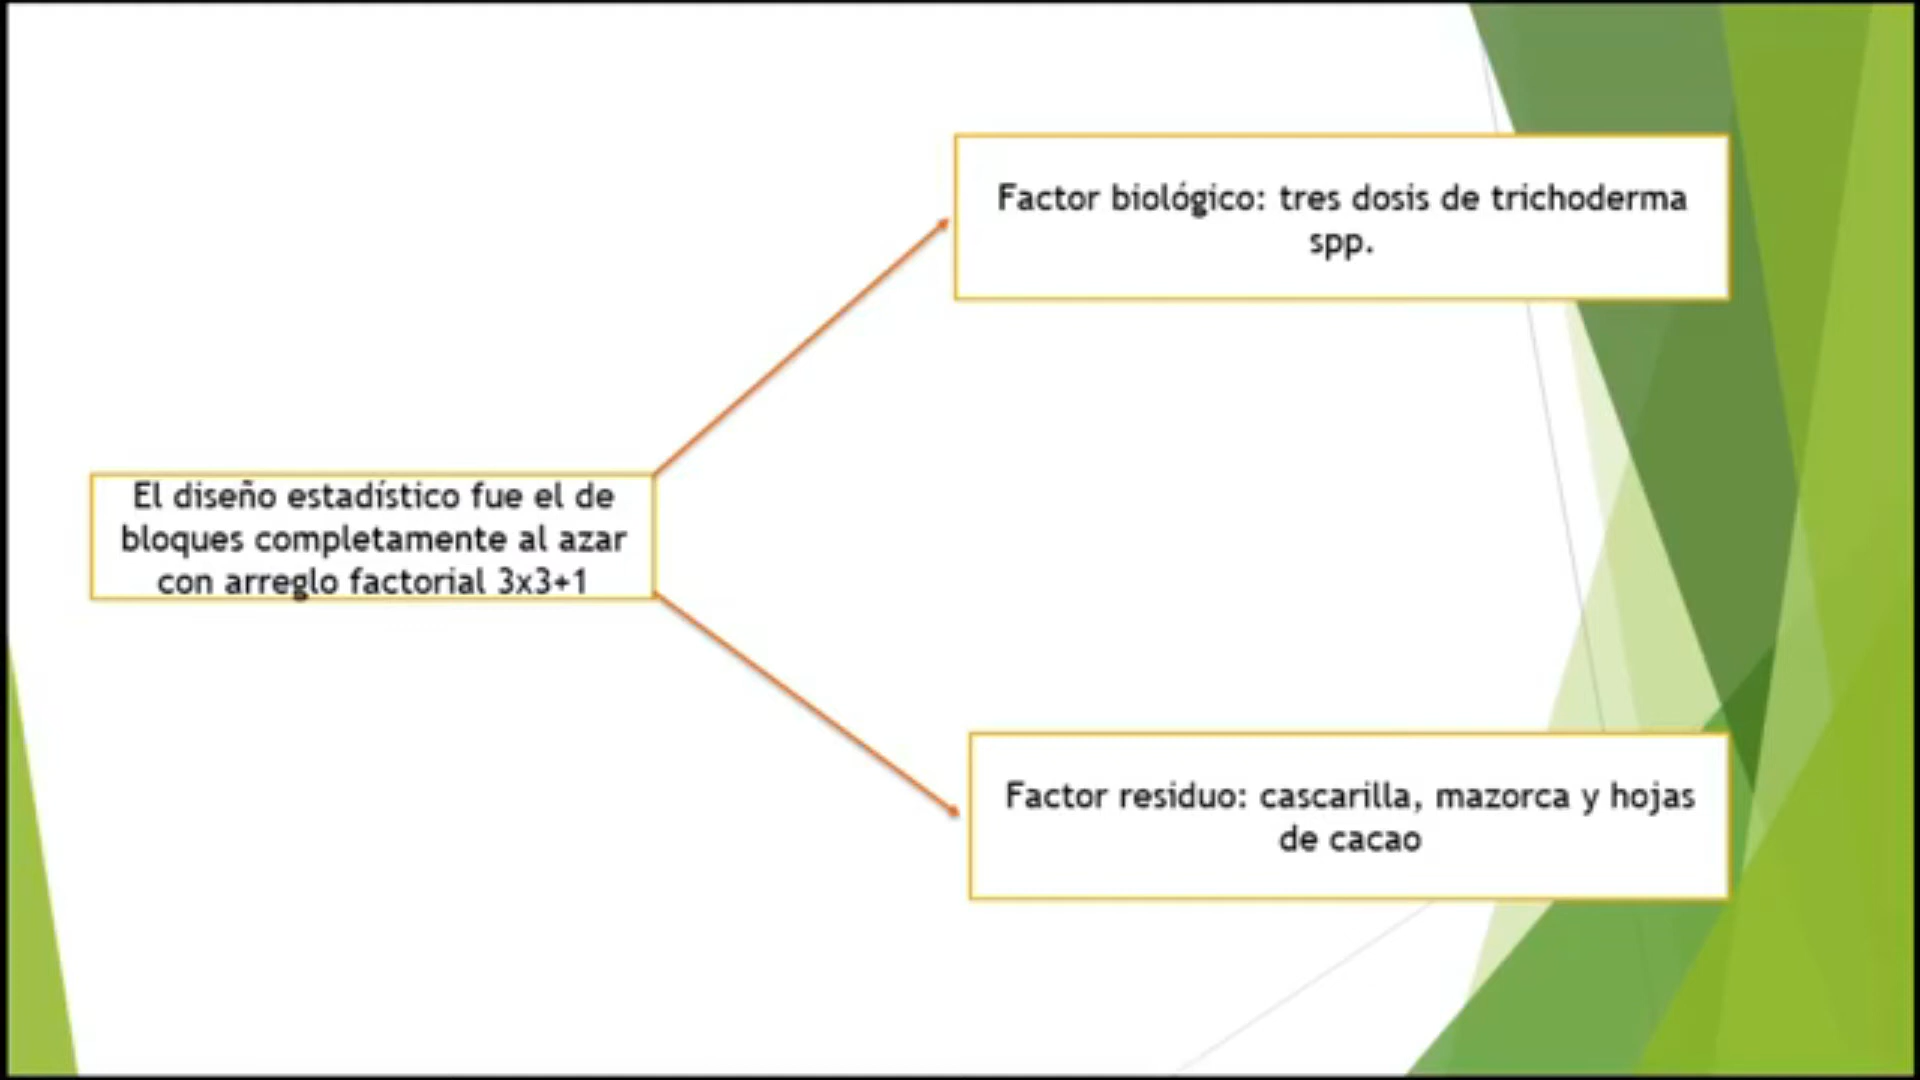 Factor biológico: tres dosis de trichoderma
spp.
El diseño estadístico fue el de
bloques completamente al azar
con arreglo factorial 3x3+1
Factor residuo: cascarilla, mazorca y hojas
de cacao